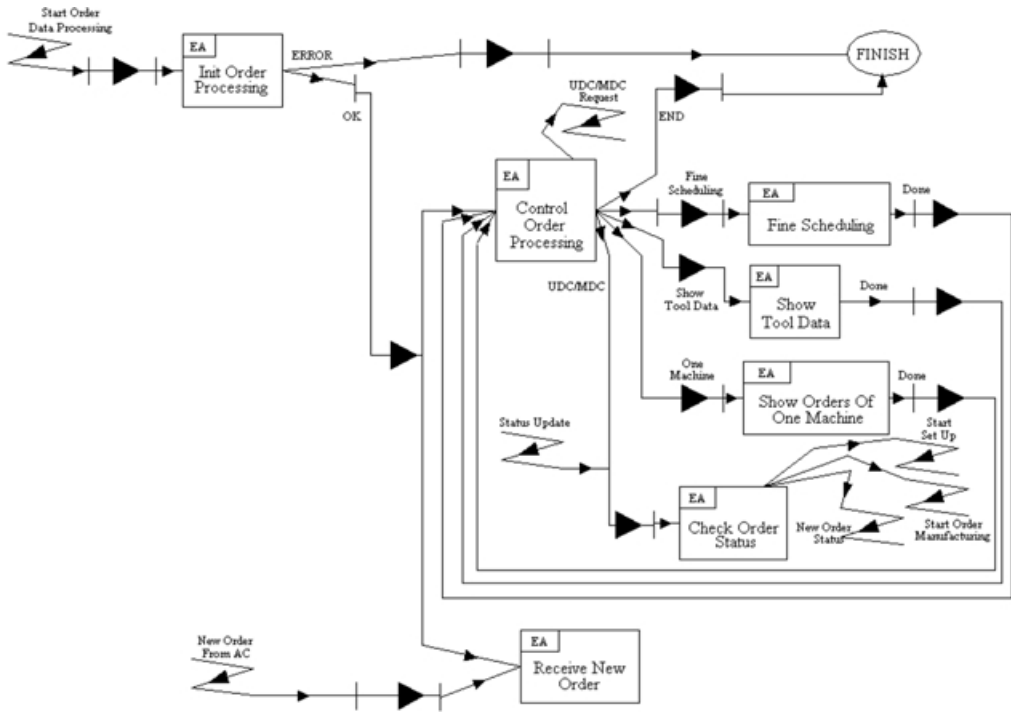 Start Order
Data Processing
EA
Init Order
Processing
ERROR
OK
FINISH
UDC/MDC
Request
END
EA
Control
Order
Processing
Fine
Scheduling
EA
Fine Scheduling
Done
UDC/MDC
Show
Tool Data
EA
Show
Tool Data
Done
One
Machine
EA
Show Orders Of
One Machine
Done
Status Update
Start
Set Up
EA
Check Order
Status
New Order
Status
Start Order
Manufacturing
New Order
From AC
EA
Receive New
Order